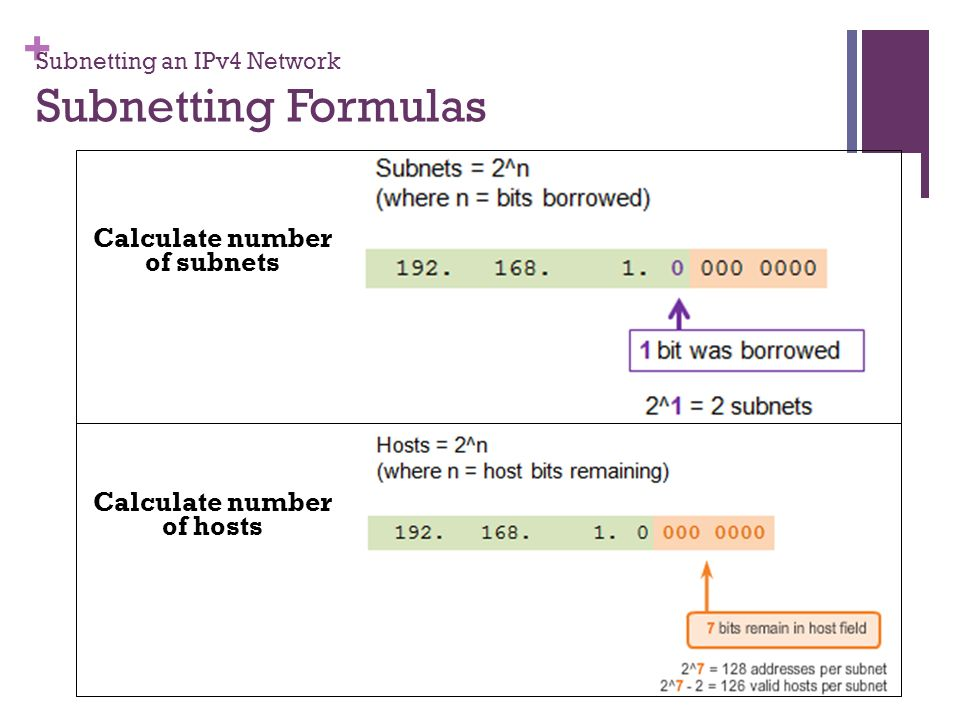 +
Subnetting an IPv4 Network
Subnetting Formulas
Calculate number
of subnets
Subnets = 2^n
(where n = bits borrowed)
192. 168. 1. 0 000 0000
1 bit was borrowed
2^1 = 2 subnets
Calculate number
of hosts
Hosts = 2^n
(where n = host bits remaining)
192. 168. 1. 0 000 0000
7 bits remain in host field
2^7 = 128 addresses per subnet
2^7 - 2 = 126 valid hosts per subnet